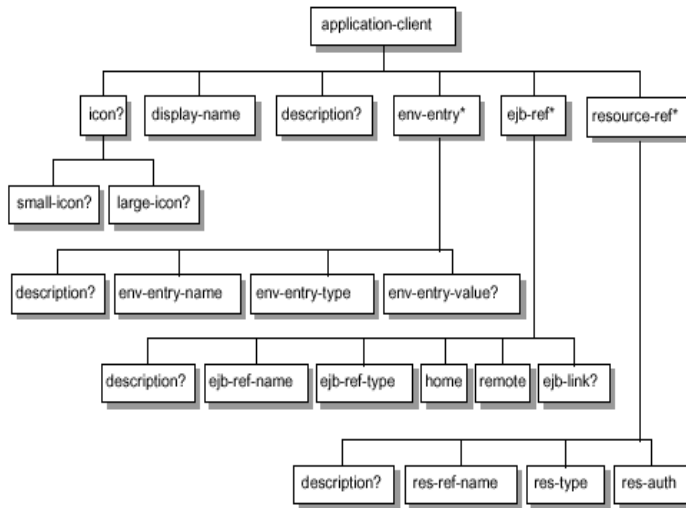 application-client
icon?
display-name
description?
env-entry*
ejb-ref*
resource-ref*
small-icon?
large-icon?
description?
env-entry-name
env-entry-type
env-entry-value?
description?
ejb-ref-name
ejb-ref-type
home
remote
ejb-link?
description?
res-ref-name
res-type
res-auth